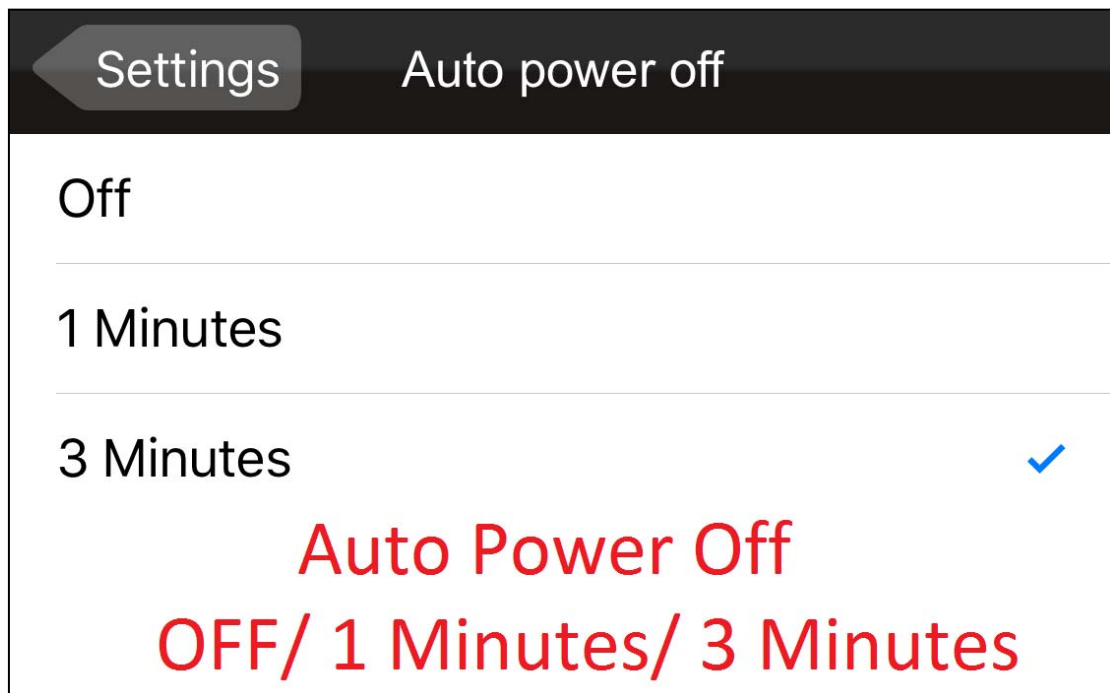 Settings Auto power off
Off
1 Minutes
3 Minutes
Auto Power Off
OFF/ 1 Minutes/ 3 Minutes